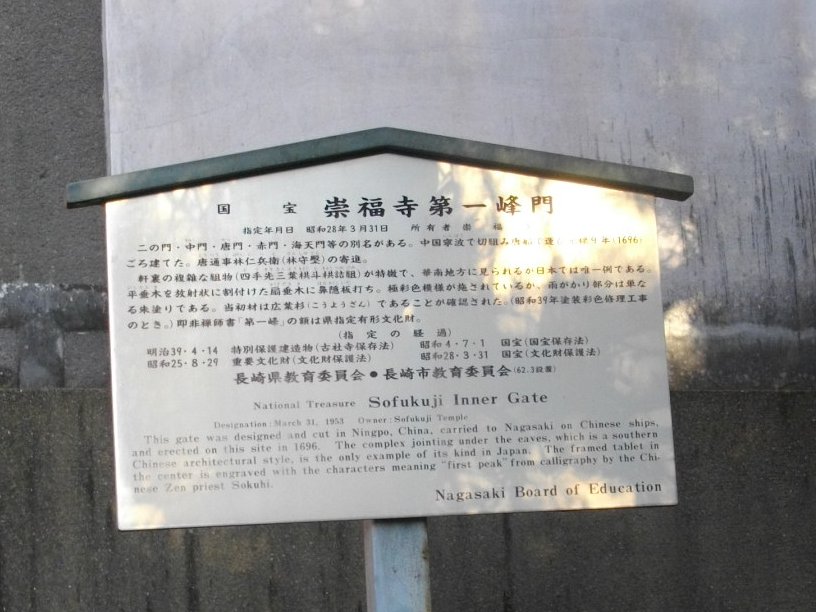 国宝 崇福寺第一峰門
指定年月日 昭和28年3月31日 所有者 崇福
二の門・中門・唐門・赤門・海天門等の別名がある。中国寧波で切組み唐船で (1696)
ごろ建てた。唐通事林仁兵衛(林守壂)の寄進。
軒裏の複雑な組物(四手先三葉栱斗栱詰組)が特徴で、華南地方に見られるが日本では唯一例である。
平垂木を放射状に割付けた扇垂木に鼻隠板打ち。極彩色模様が施されているが、雨がかり部分は単な
る朱塗りである。当初材は広葉杉(こうようざん)であることが確認された。(昭和39年塗装彩色修理工事
のとき。)即非禅師書「第一峰」の額は県指定有形文化財。
(指定の経過)
明治39・4・14 特別保護建造物(古社寺保存法) 昭和4・7・1 国宝(国宝保存法)
昭和25・8・29 重要文化財(文化財保護法) 昭和28・3・31 国宝(文化財保護法)
長崎県教育委員会●長崎市教育委員会(62.3設置)
National Treasure Sofukuji Inner Gate
Designation: March 31, 1953 Owner: Sofukuji Temple
This gate was designed and cut in Ningpo, China, carried to Nagasaki on Chinese ships,
and erected on this site in 1696. The complex jointing under the eaves, which is a southern
Chinese architectural style, is the only example of its kind in Japan. The framed tablet in
the center is engraved with the characters meaning "first peak" from calligraphy by the Chi-
nese Zen priest Sokuhi.
Nagasaki Board of Education